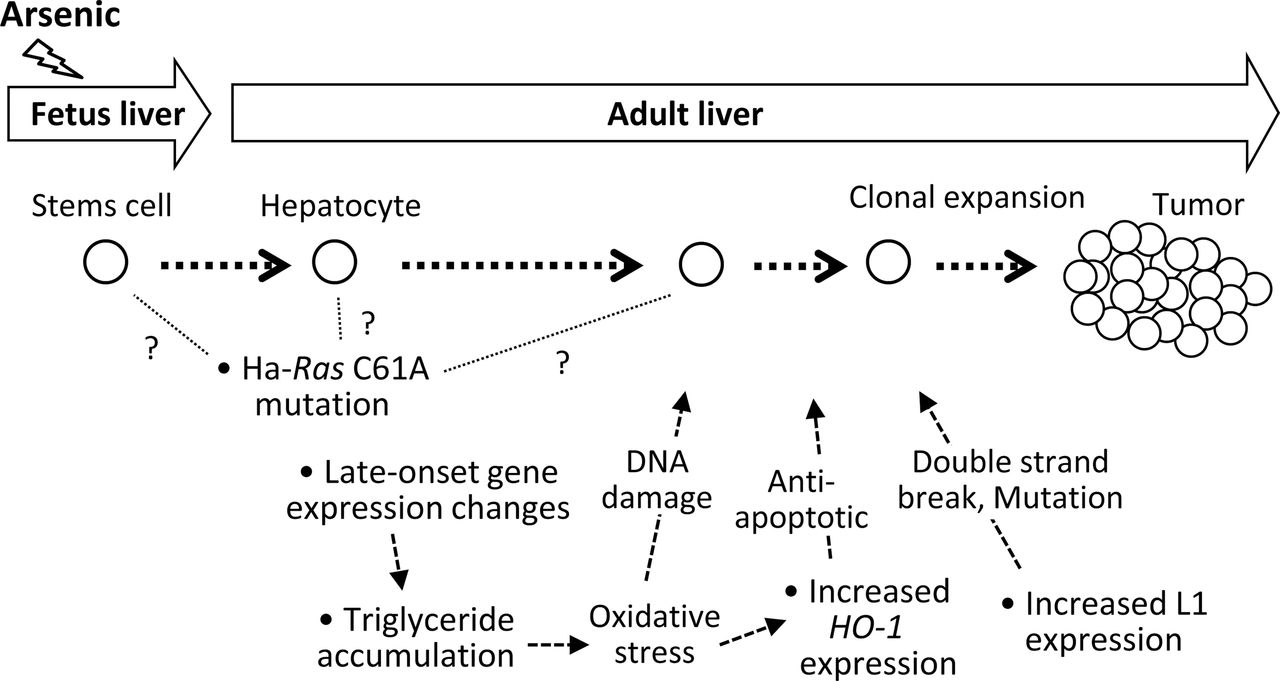 Arsenic
Fetus liver
Adult liver
Stems cell
Hepatocyte
Clonal expansion
Tumor
?
?
?
• Ha-Ras C61A
mutation
• Late-onset gene
expression changes
DNA
damage
Anti-
apoptotic
Double strand
break, Mutation
• Triglyceride
accumulation
Oxidative
stress
• Increased
HO-1
expression
• Increased L1
expression